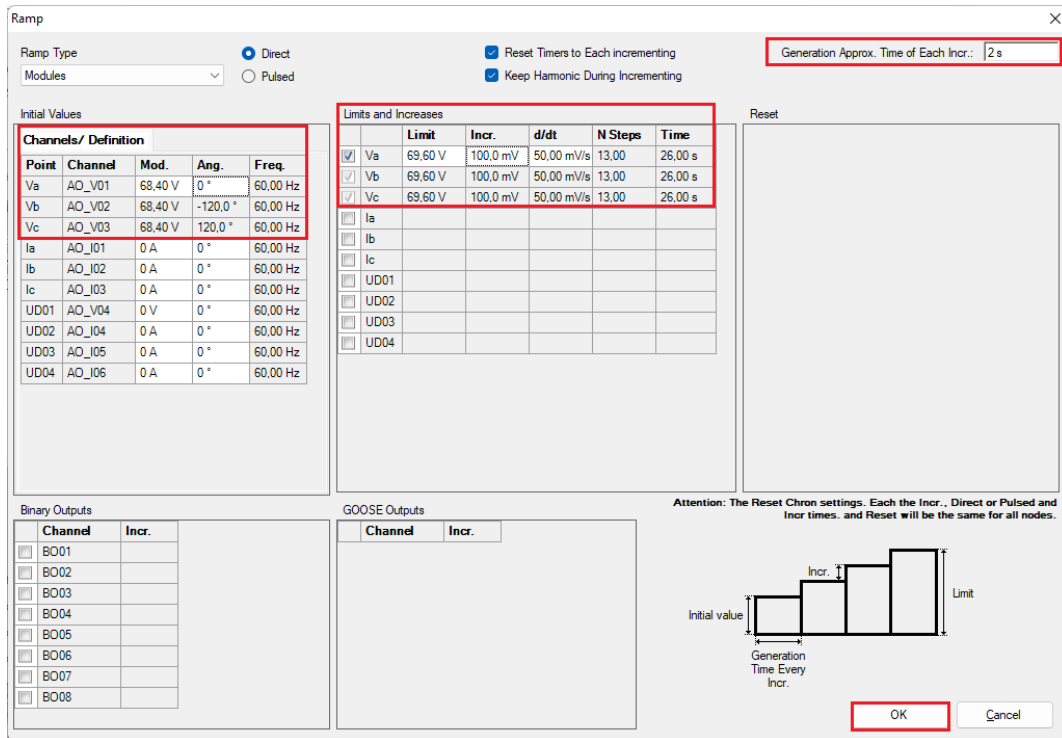 Ramp
Ramp Type
Modules
Direct
Pulsed
Reset Timers to Each incrementing
Keep Harmonic During Incrementing
Generation Approx. Time of Each Incr.: 2 s
Initial Values
Channels/ Definition
Point Channel Mod. Ang. Freq.
Va AO_V01 68,40 V 0 ° 60,00 Hz
Vb AO_V02 68,40 V -120,0 ° 60,00 Hz
Vc AO_V03 68,40 V 120,0 ° 60,00 Hz
Ia AO_I01 0 A 0 ° 60,00 Hz
Ib AO_I02 0 A 0 ° 60,00 Hz
Ic AO_I03 0 A 0 ° 60,00 Hz
UD01 AO_V04 0 V 0 ° 60,00 Hz
UD02 AO_I04 0 A 0 ° 60,00 Hz
UD03 AO_I05 0 A 0 ° 60,00 Hz
UD04 AO_I06 0 A 0 ° 60,00 Hz
Limits and Increases
Limit Incr. d/dt N Steps Time
Va 69,60 V 100,0 mV 50,00 mV/s 13,00 26,00 s
Vb 69,60 V 100,0 mV 50,00 mV/s 13,00 26,00 s
Vc 69,60 V 100,0 mV 50,00 mV/s 13,00 26,00 s
Ia
Ib
Ic
UD01
UD02
UD03
UD04
Reset
Binary Outputs
Channel Incr.
BO01
BO02
BO03
BO04
BO05
BO06
BO07
BO08
GOOSE Outputs
Channel Incr.
Attention: The Reset Chron settings. Each the Incr., Direct or Pulsed and
Incr times. and Reset will be the same for all nodes.
Incr.
Limit
Initial value
Generation
Time Every
Incr.
OK
Cancel